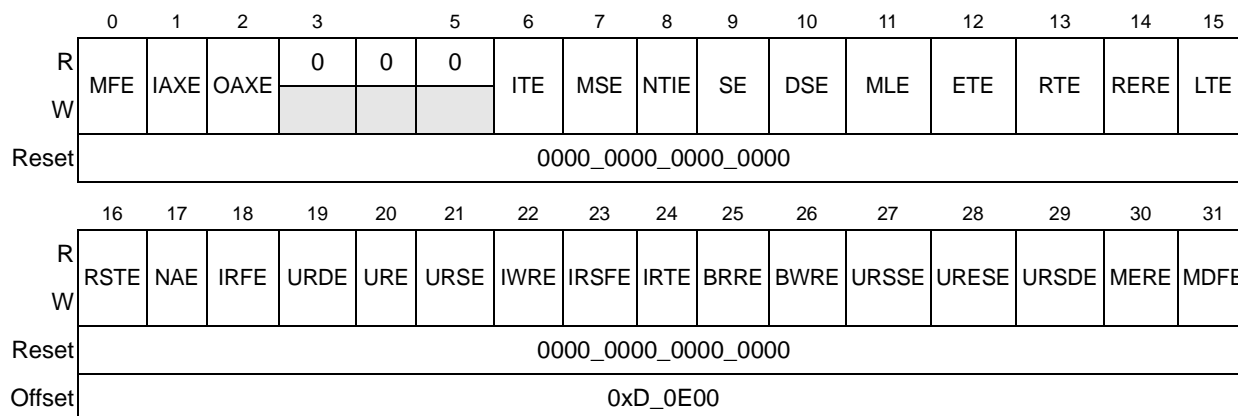 0 1 2 3 5 6 7 8 9 10 11 12 13 14 15
R MFE IAXE OAXE 0 0 0 ITE MSE NTIE SE DSE MLE ETE RTE RERE LTE
W
Reset 0000_0000_0000_0000
16 17 18 19 20 21 22 23 24 25 26 27 28 29 30 31
R RSTE NAE IRFE URDE URE URSE IWRE IRSFE IRTE BRRE BWRE URSSE URESE URSDE MERE MDFE
W
Reset 0000_0000_0000_0000
Offset 0xD_0E00